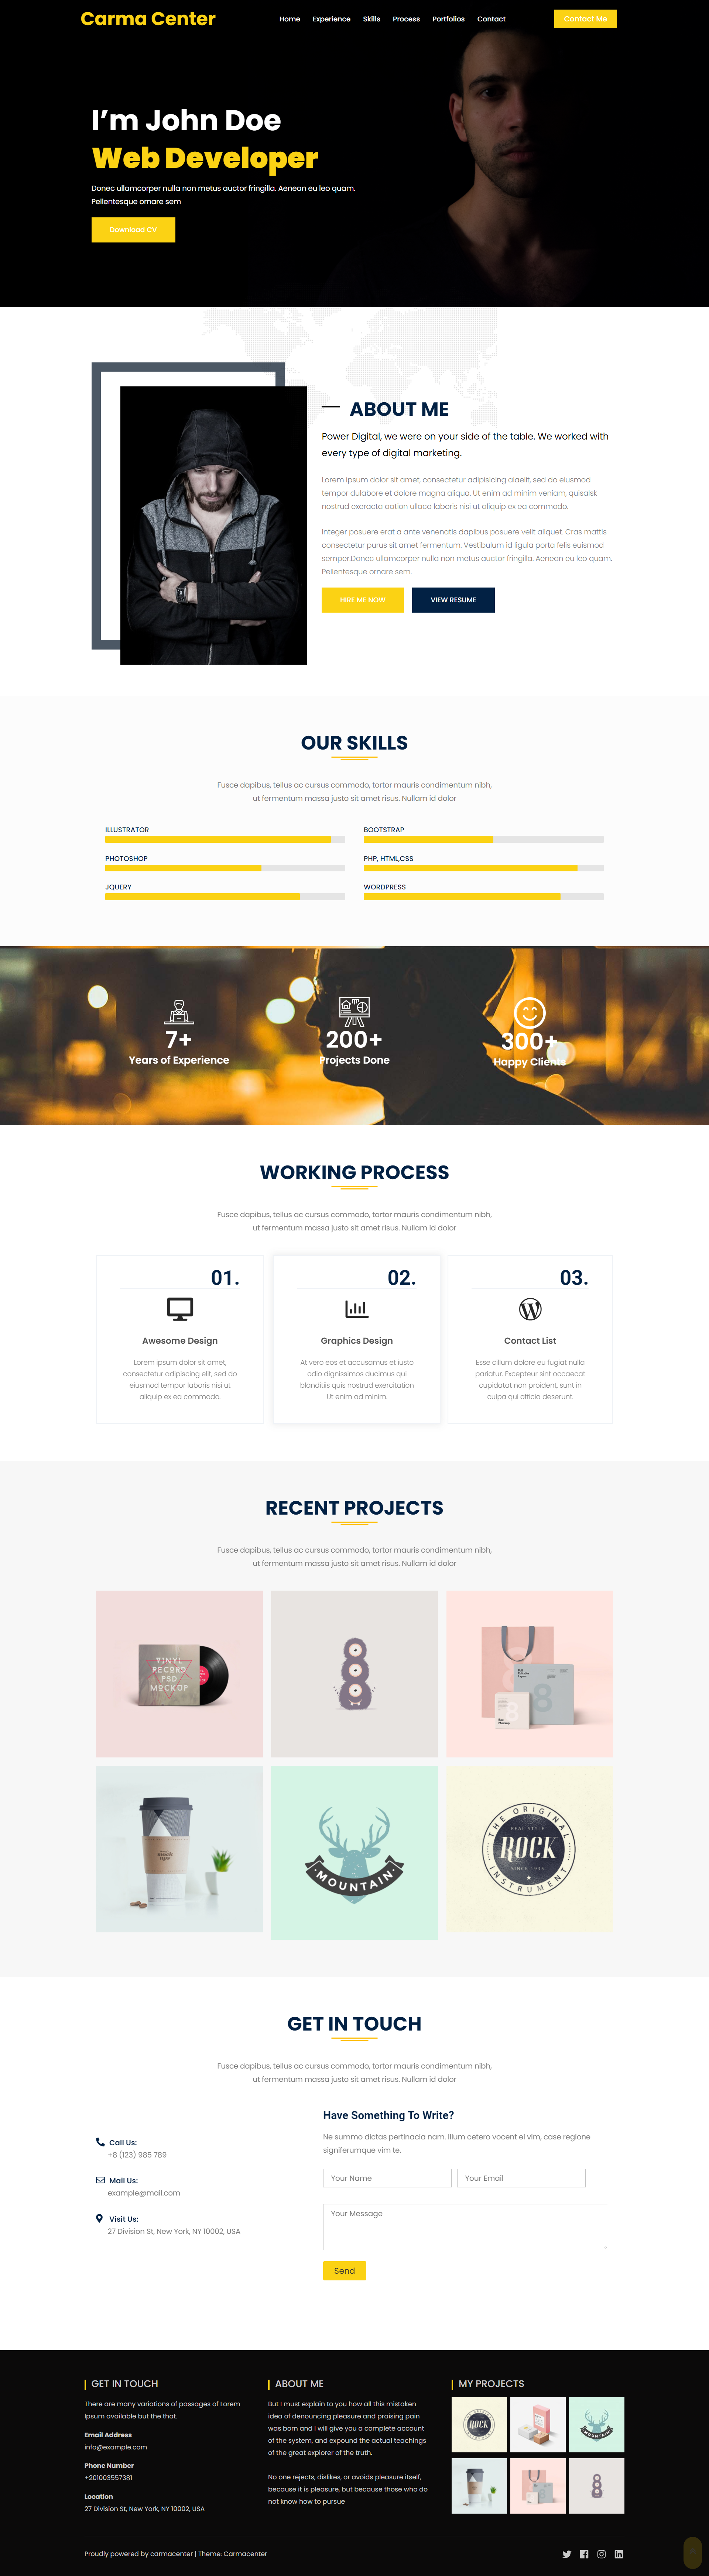 Carma Center
Home Experience Skills Process Portfolios Contact
Contact Me
I'm John Doe
Web Developer
Donec ullamcorper nulla non metus auctor fringilla. Aenean eu leo quam.
Pellentesque ornare sem
Download CV
ABOUT ME
Power Digital, we were on your side of the table. We worked with
every type of digital marketing.
Lorem ipsum dolor sit amet, consectetur adipisicing alaelit, sed do eiusmod
tempor dulabore et dolore magna aliqua. Ut enim ad minim veniam, quisalsk
nostrud exeracta aation ullaco laboris nisi ut aliquip ex ea commodo.
Integer posuere erat a ante venenatis dapibus posuere velit aliquet. Cras mattis
consectetur purus sit amet fermentum. Vestibulum id ligula porta felis euismod
semper.Donec ullamcorper nulla non metus auctor fringilla. Aenean eu leo quam.
Pellentesque ornare sem.
HIRE ME NOW
VIEW RESUME
OUR SKILLS
Fusce dapibus, tellus ac cursus commodo, tortor mauris condimentum nibh,
ut fermentum massa justo sit amet risus. Nullam id dolor
ILLUSTRATOR
BOOTSTRAP
PHOTOSHOP
PHP, HTML,CSS
JQUERY
WORDPRESS
7+
Years of Experience
200+
Projects Done
300+
Happy Clients
WORKING PROCESS
Fusce dapibus, tellus ac cursus commodo, tortor mauris condimentum nibh,
ut fermentum massa justo sit amet risus. Nullam id dolor
01.
Awesome Design
Lorem ipsum dolor sit amet,
consectetur adipiscing elit, sed do
eiusmod tempor laboris nisi ut
aliquip ex ea commodo.
02.
Graphics Design
At vero eos et accusamus et iusto
odio dignissimos ducimus qui
blanditiis quis nostrud exercitation
Ut enim ad minim.
03.
Contact List
Esse cillum dolore eu fugiat nulla
pariatur. Excepteur sint occaecat
cupidatat non proident, sunt in
culpa qui officia deserunt.
RECENT PROJECTS
Fusce dapibus, tellus ac cursus commodo, tortor mauris condimentum nibh,
ut fermentum massa justo sit amet risus. Nullam id dolor
VINYL
RECORD
PSD
MOCKUP
8
8
MOUNTAIN
THE ORIGINAL
REAL STYLE
ROCK
SINCE 1935
INSTRUMENT
GET IN TOUCH
Fusce dapibus, tellus ac cursus commodo, tortor mauris condimentum nibh,
ut fermentum massa justo sit amet risus. Nullam id dolor
Call Us:
+8 (123) 985 789
Mail Us:
example@mail.com
Visit Us:
27 Division St, New York, NY 10002, USA
Have Something To Write?
Ne summo dictas pertinacia nam. Illum cetero vocent ei vim, case regione
signiferumque vim te.
Your Name
Your Email
Your Message
Send
GET IN TOUCH
There are many variations of passages of Lorem
Ipsum available but the that.
Email Address
info@example.com
Phone Number
+201003557381
Location
27 Division St, New York, NY 10002, USA
ABOUT ME
But I must explain to you how all this mistaken
idea of denouncing pleasure and praising pain
was born and I will give you a complete account
of the system, and expound the actual teachings
of the great explorer of the truth.
No one rejects, dislikes, or avoids pleasure itself,
because it is pleasure, but because those who do
not know how to pursue
MY PROJECTS
ROCK
MOUNTAIN
Proudly powered by carmacenter | Theme: Carmacenter